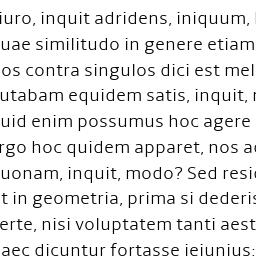 iuro, inquit adridens, iniquum,
uae similitudo in genere etiam
os contra singulos dici est mel
utabam equidem satis, inquit,
uid enim possumus hoc agere
rgo hoc quidem apparet, nos a
uonam, inquit, modo? Sed resi
t in geometria, prima si dederis
erte, nisi voluptatem tanti aest
aec dicuntur fortasse ieiunius;